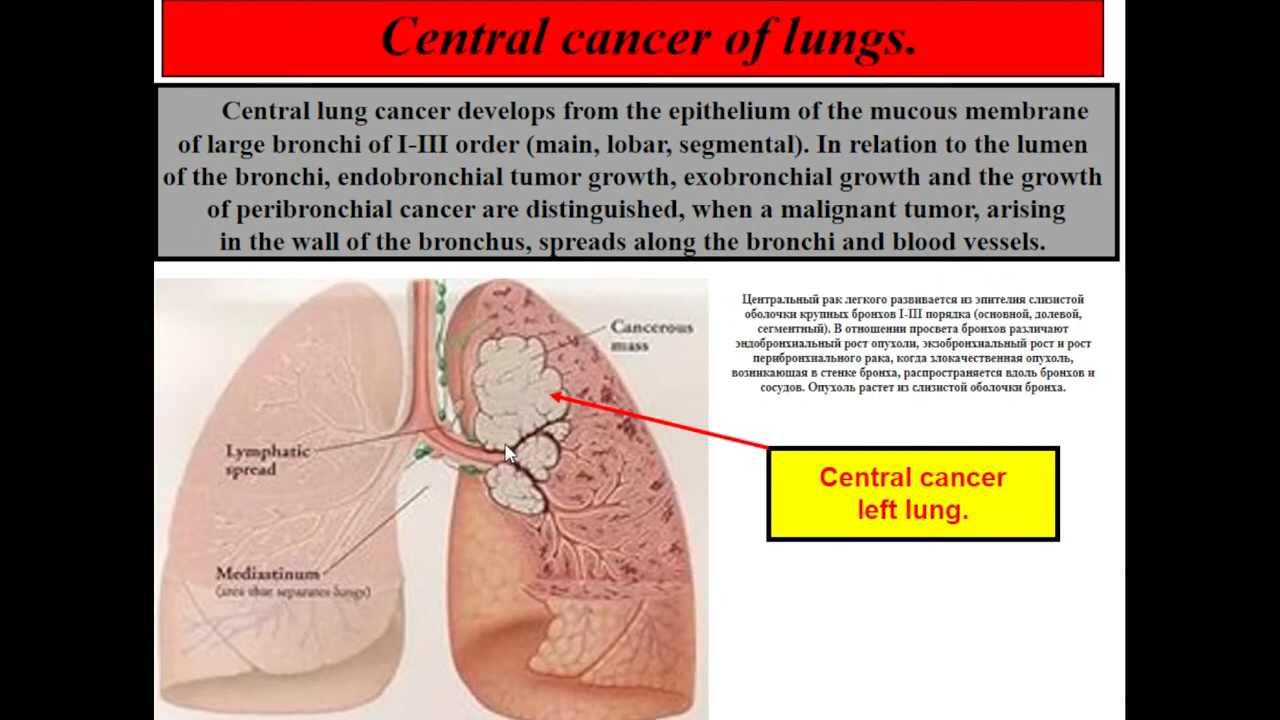 Central cancer of lungs.
Central lung cancer develops from the epithelium of the mucous membrane
of large bronchi of I-III order (main, lobar, segmental). In relation to the lumen
of the bronchi, endobronchial tumor growth, exobronchial growth and the growth
of peribronchial cancer are distinguished, when a malignant tumor, arising
in the wall of the bronchus, spreads along the bronchi and blood vessels.
Центральный рак легкого развивается из эпителия слизистой
оболочки крупных бронхов I-III порядка (основной, долевой,
сегментный). В отношении просвета бронхов различают
эндобронхиальный рост опухоли, экзобронхиальный рост и рост
перибронхиального рака, когда злокачественная опухоль,
возникающая в стенке бронха, распространяется вдоль бронхов и
сосудов. Опухоль растет из слизистой оболочки бронха.
Cancerous
mass
Lymphatic
spread
Central cancer
left lung.
Mediastinum
(area that separates lungs)